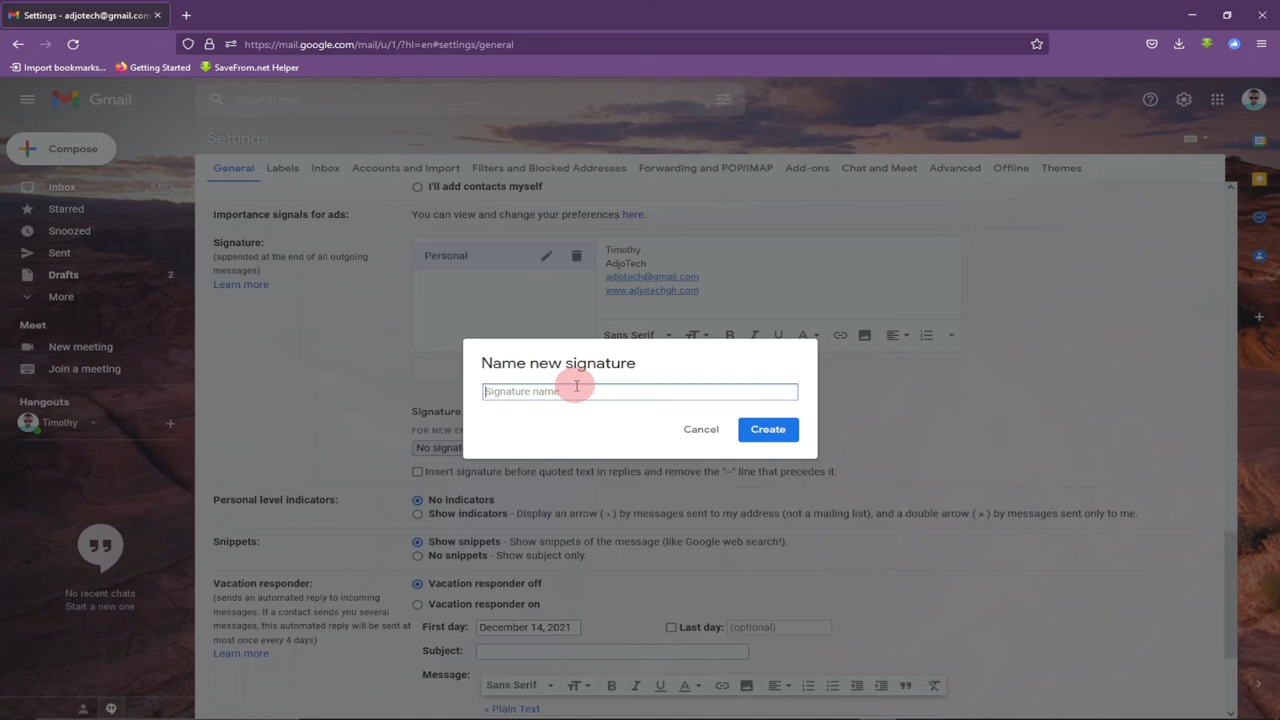 Settings - adjotech@gmail.com
https://mail.google.com/mail/u/1/?hl=en#settings/general
Import bookmarks...
Getting Started
SaveFrom.net Helper
Gmail
Search mail
Compose
Settings
General
Labels
Inbox
Accounts and Import
Filters and Blocked Addresses
Forwarding and POP/IMAP
Add-ons
Chat and Meet
Advanced
Offline
Themes
Inbox 5,865
Starred
Snoozed
Sent
Drafts 2
More
Meet
New meeting
Join a meeting
Hangouts
Timothy
No recent chats
Start a new one
I'll add contacts myself
Importance signals for ads:
You can view and change your preferences here.
Signature:
(appended at the end of all outgoing
messages)
Learn more
Personal
Timothy
AdjoTech
adjotech@gmail.com
www.adjotechgh.com
Sans Serif
Name new signature
Signature name
Cancel
Create
Signature
FOR NEW
No signat
Insert signature before quoted text in replies and remove the "--" line that precedes it.
Personal level indicators:
No indicators
Show indicators - Display an arrow ( › ) by messages sent to my address (not a mailing list), and a double arrow ( » ) by messages sent only to me.
Snippets:
Show snippets - Show snippets of the message (like Google web search!).
No snippets - Show subject only.
Vacation responder:
(sends an automated reply to incoming
messages. If a contact sends you several
messages, this automated reply will be sent at
most once every 4 days)
Learn more
Vacation responder off
Vacation responder on
First day: December 14, 2021
Last day: (optional)
Subject:
Message:
Sans Serif
« Plain Text